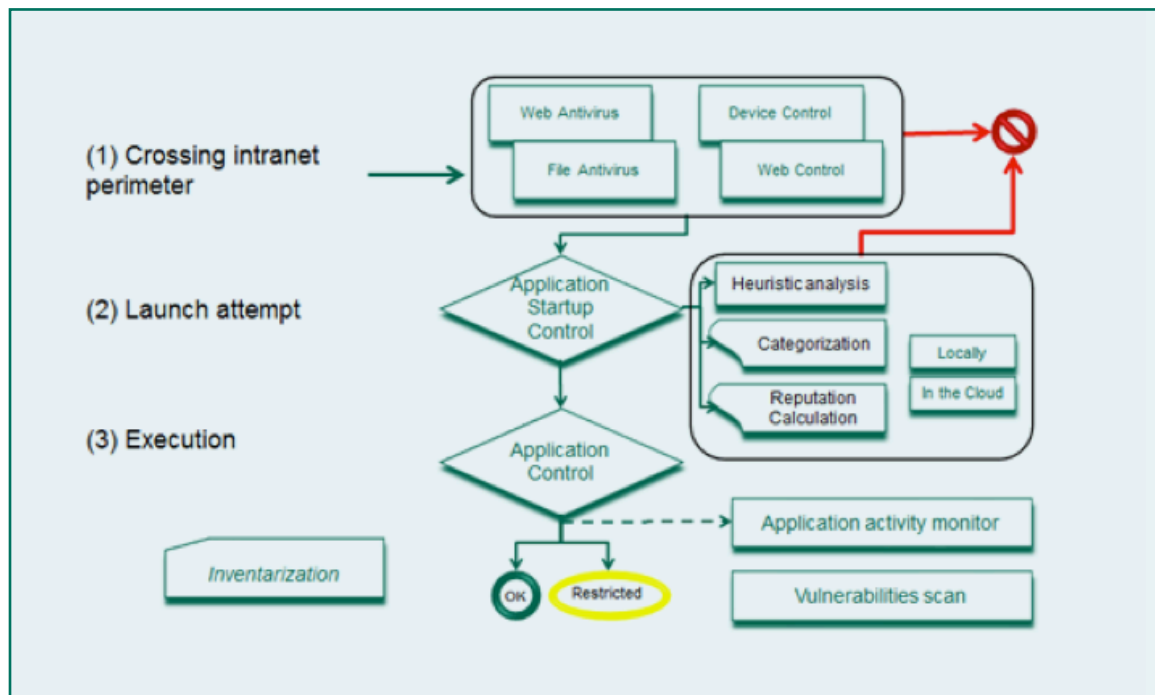 Web Antivirus
Device Control
(1) Crossing intranet
perimeter
File Antivirus
Web Control
(2) Launch attempt
Application
Startup
Control
Heuristic analysis
Categorization
Locally
Reputation
Calculation
In the Cloud
(3) Execution
Application
Control
Application activity monitor
Inventarization
OK
Restricted
Vulnerabilities scan